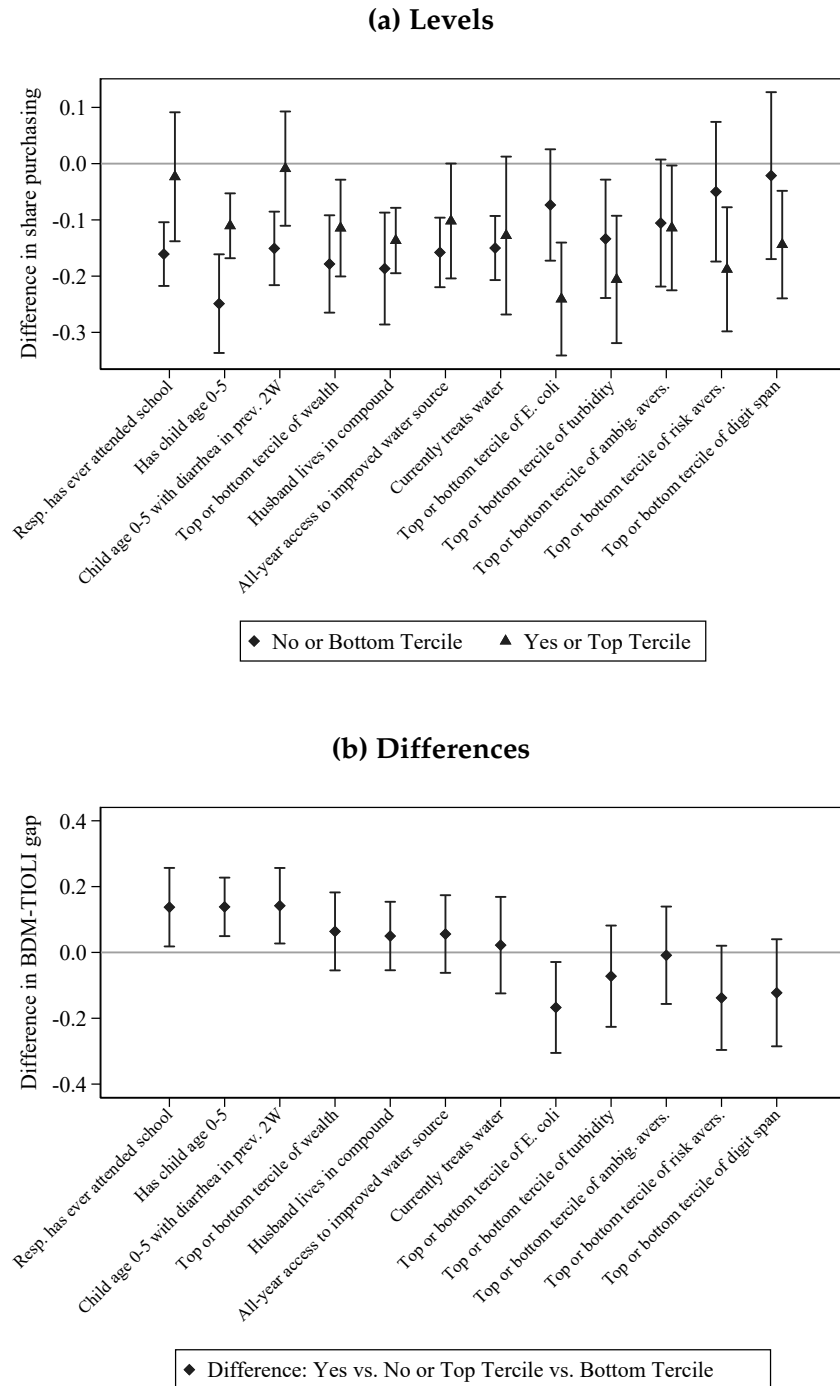 (a) Levels
Difference in share purchasing
0.1
0.0
-0.1
-0.2
-0.3
Resp. has ever attended school
Has child age 0-5
Child age 0-5 with diarrhea in prev. 2W
Top or bottom tercile of wealth
Husband lives in compound
All-year access to improved water source
Currently treats water
Top or bottom tercile of E. coli
Top or bottom tercile of turbidity
Top or bottom tercile of ambig. avers.
Top or bottom tercile of risk avers.
Top or bottom tercile of digit span
No or Bottom Tercile
Yes or Top Tercile
(b) Differences
Difference in BDM-TIOLI gap
0.4
0.2
0.0
-0.2
-0.4
Resp. has ever attended school
Has child age 0-5
Child age 0-5 with diarrhea in prev. 2W
Top or bottom tercile of wealth
Husband lives in compound
All-year access to improved water source
Currently treats water
Top or bottom tercile of E. coli
Top or bottom tercile of turbidity
Top or bottom tercile of ambig. avers.
Top or bottom tercile of risk avers.
Top or bottom tercile of digit span
Difference: Yes vs. No or Top Tercile vs. Bottom Tercile